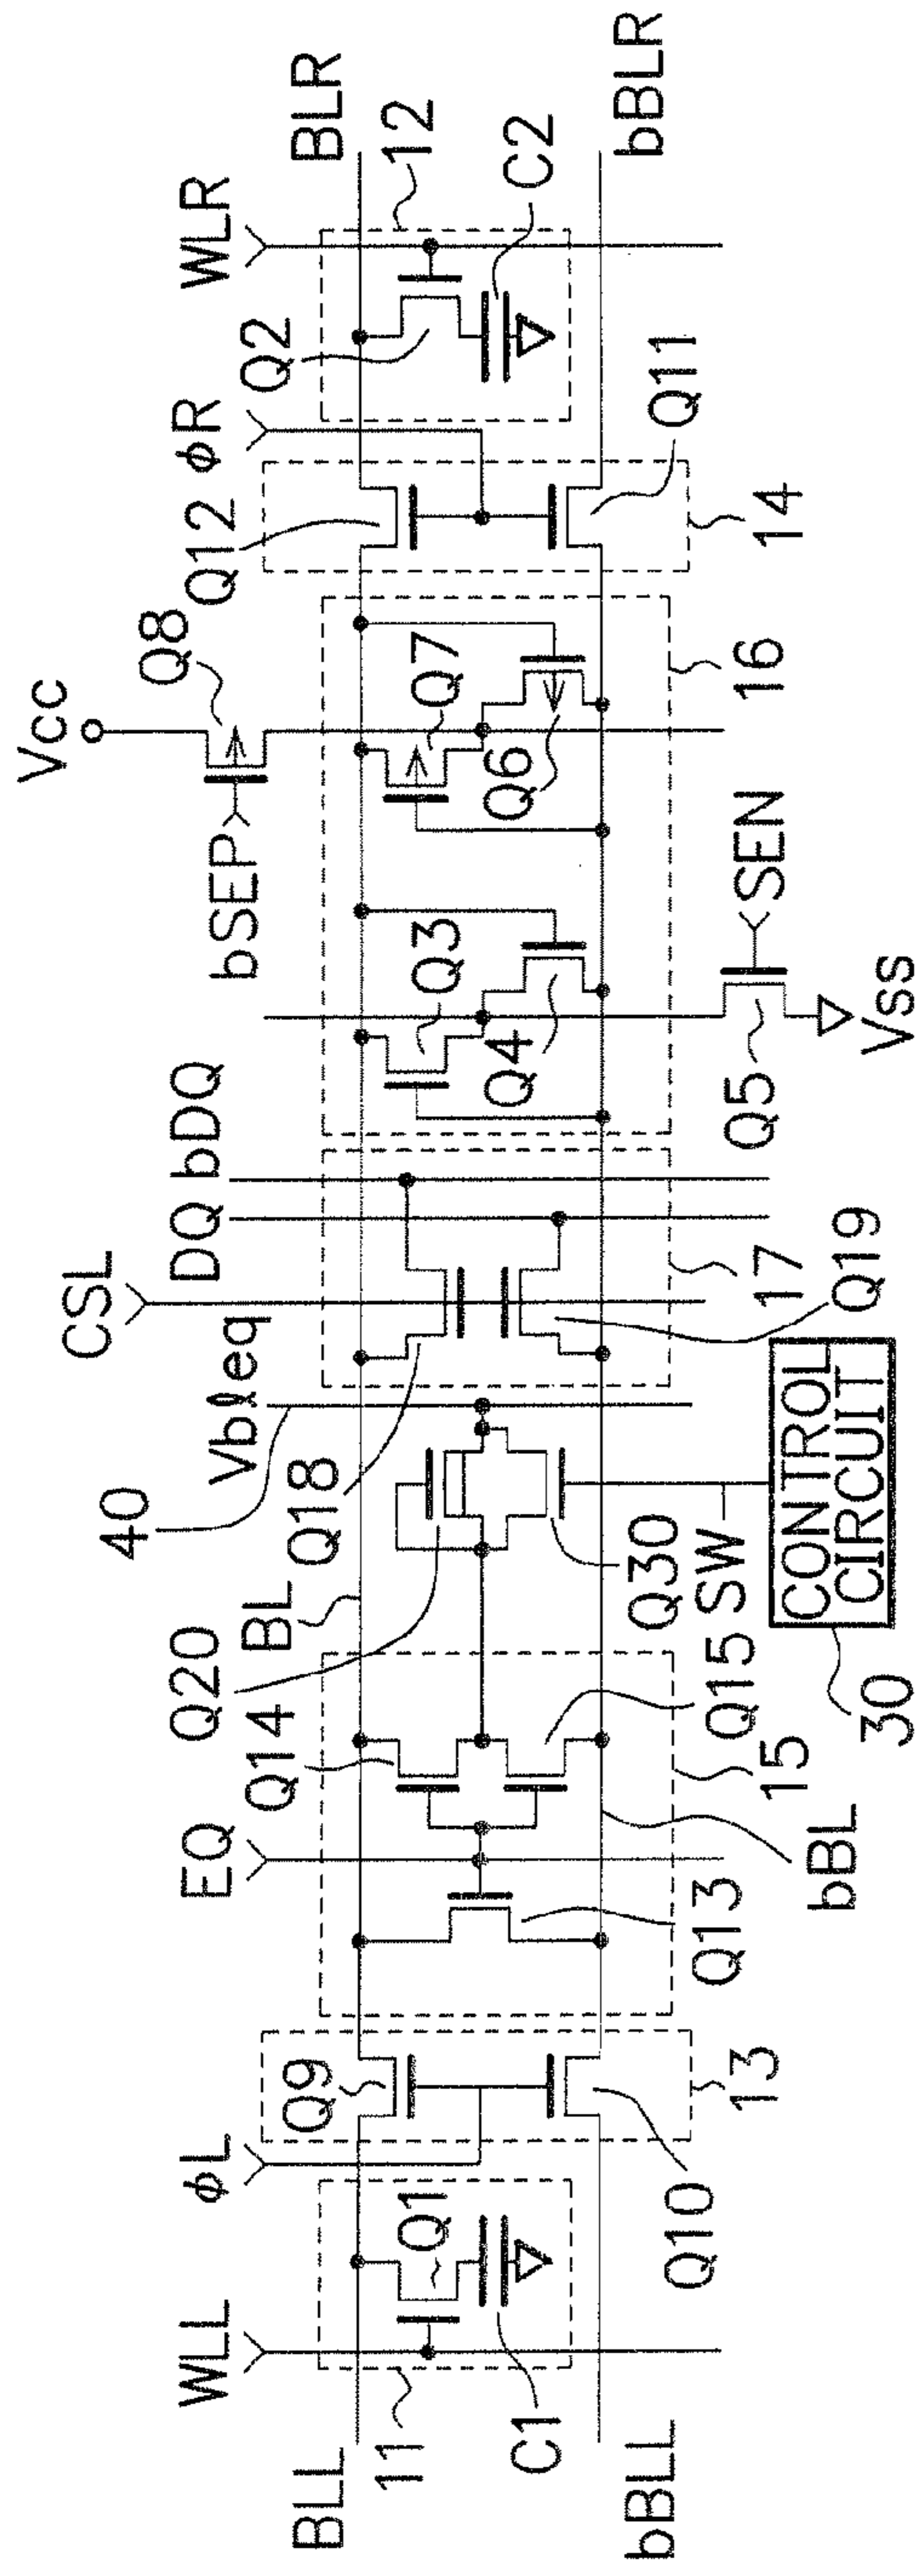 Vcc
WLL
φL
EQ
Vbℓeq
CSL
DQ
bDQ
bSEP
Q8
φR
WLR
BLL
Q9
Q14
Q20
BL
40
Q18
Q12
Q2
BLR
11
Q1
Q3
Q7
12
C1
Q4
Q6
C2
bBLL
Q10
13
Q13
bBL
15
Q15
Q30
SW
17
Q19
Q5
SEN
Vss
16
14
Q11
bBLR
30
CONTROL
CIRCUIT